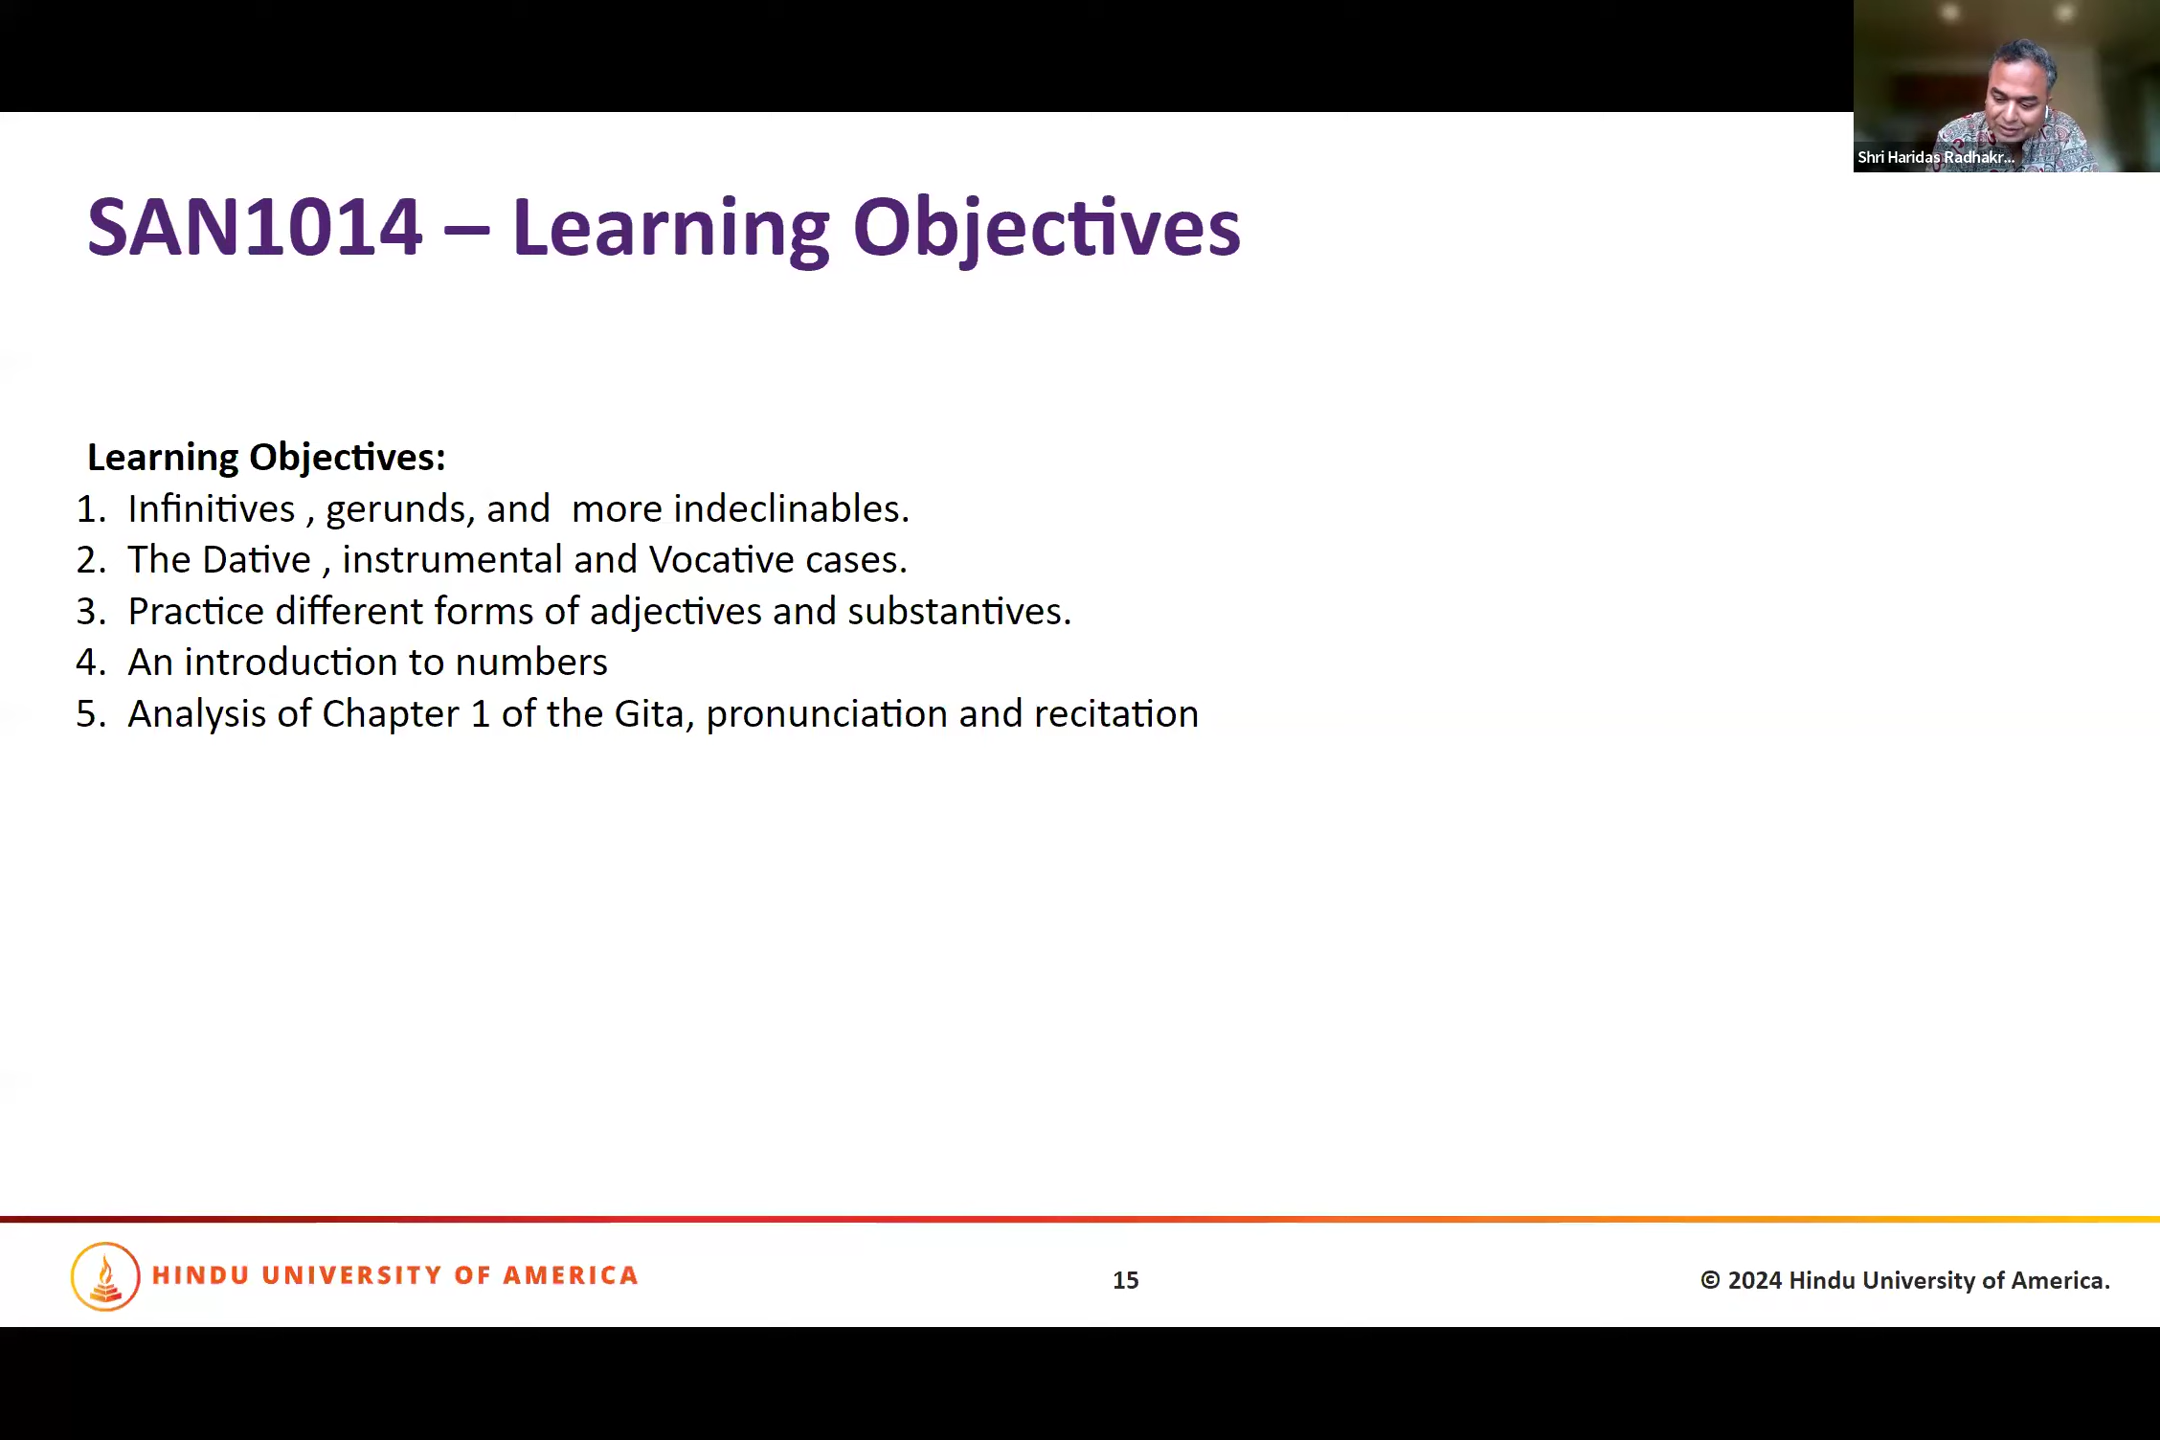 Shri Haridas Radhakr...
SAN1014 – Learning Objectives
Learning Objectives:
1. Infinitives , gerunds, and  more indeclinables.
2. The Dative , instrumental and Vocative cases.
3. Practice different forms of adjectives and substantives.
4. An introduction to numbers
5. Analysis of Chapter 1 of the Gita, pronunciation and recitation
HINDU UNIVERSITY OF AMERICA
15
© 2024 Hindu University of America.